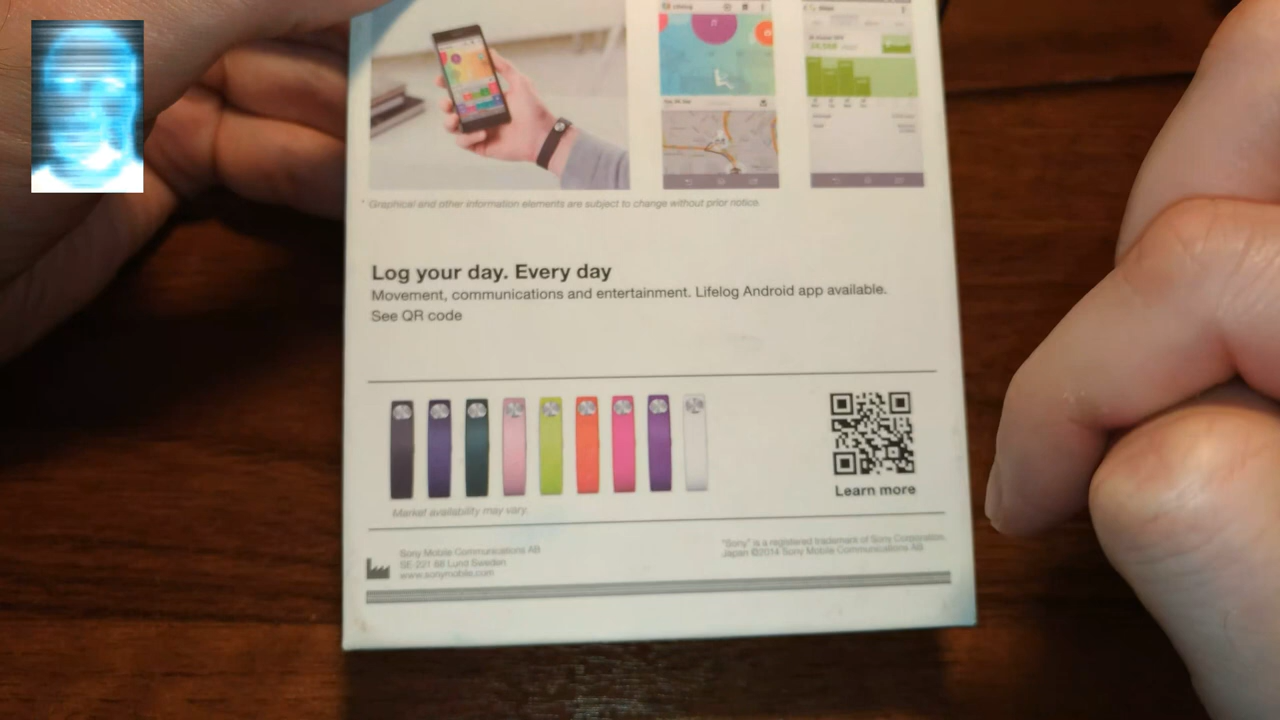 * Graphical and other information elements are subject to change without prior notice.
Log your day. Every day
Movement, communications and entertainment. Lifelog Android app available.
See QR code
Learn more
Market availability may vary.
Sony Mobile Communications AB
SE-221 88 Lund Sweden
www.sonymobile.com
"Sony" is a registered trademark of Sony Corporation,
Japan ©2014 Sony Mobile Communications AB